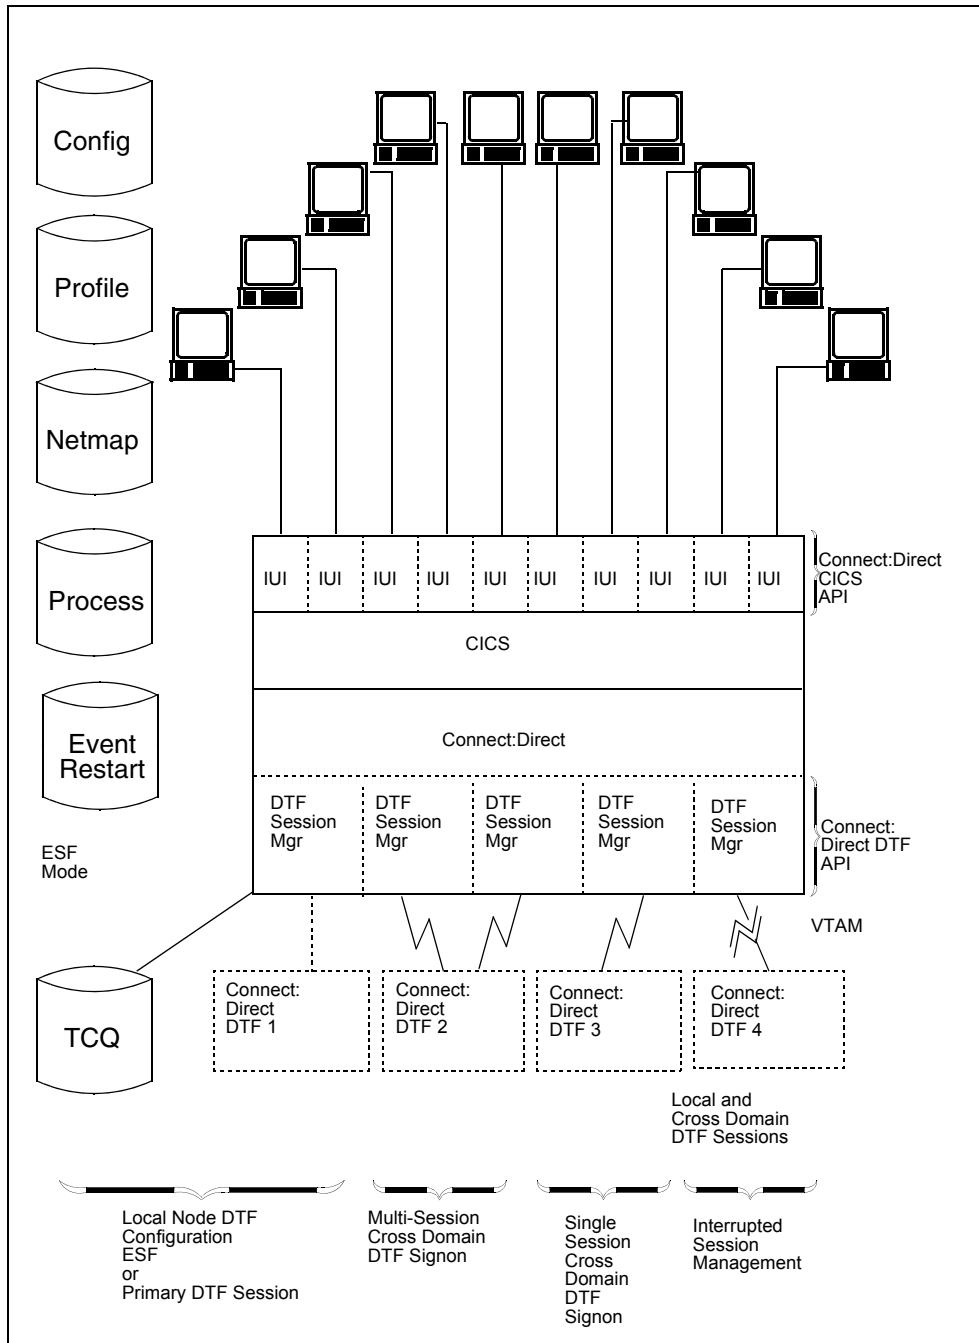 Config
Profile
Netmap
Process
Event
Restart
ESF
Mode
TCQ
IUI IUI IUI IUI IUI IUI IUI IUI IUI IUI
Connect:Direct
CICS
API
CICS
Connect:Direct
DTF
Session
Mgr
DTF
Session
Mgr
DTF
Session
Mgr
DTF
Session
Mgr
DTF
Session
Mgr
Connect:
Direct DTF
API
VTAM
Connect:
Direct
DTF 1
Connect:
Direct
DTF 2
Connect:
Direct
DTF 3
Connect:
Direct
DTF 4
Local and
Cross Domain
DTF Sessions
Local Node DTF
Configuration
ESF
or
Primary DTF Session
Multi-Session
Cross Domain
DTF Signon
Single
Session
Cross
Domain
DTF
Signon
Interrupted
Session
Management